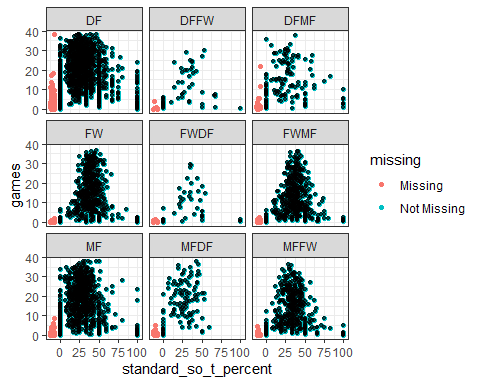 DF DFFW DFMF
40
30
20
10
0
FW FWDF FWMF
40
30
20
10
0
MF MFDF MFFW
40
30
20
10
0
0 25 50 75 100 0 25 50 75 100 0 25 50 75 100
standard_so_t_percent
games
missing
Missing
Not Missing